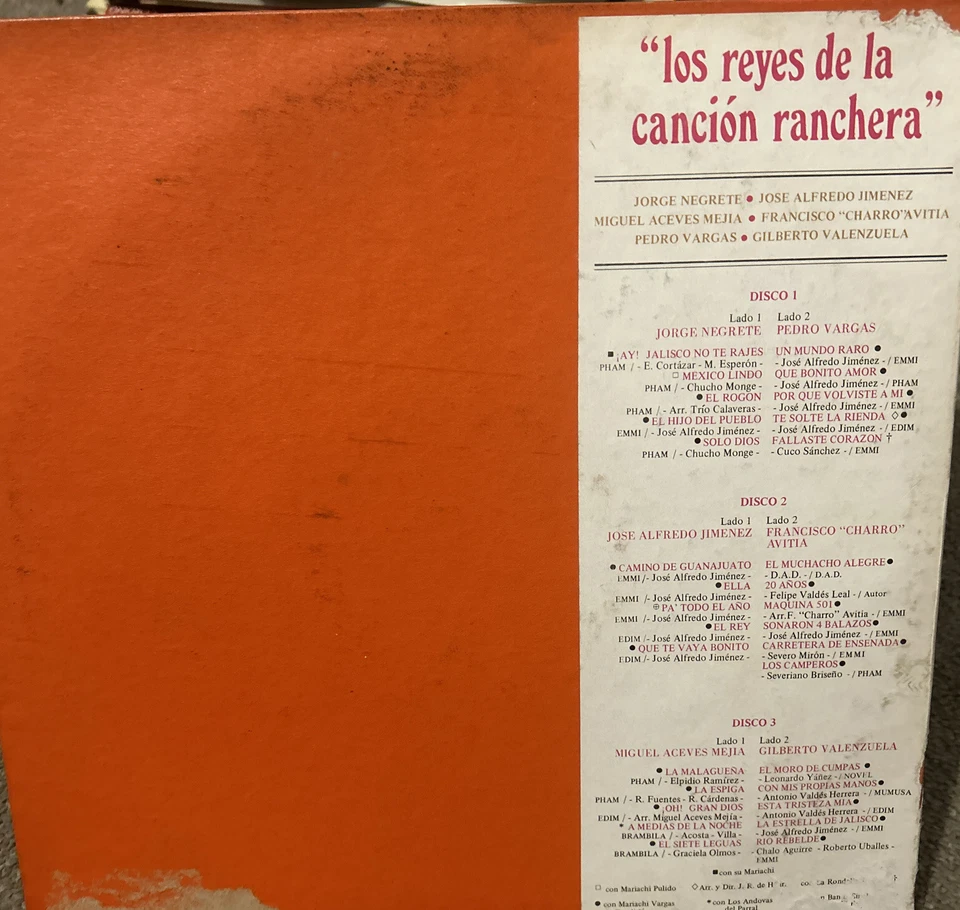 “los reyes de la
canción ranchera”
JORGE NEGRETE ● JOSE ALFREDO JIMENEZ
MIGUEL ACEVES MEJIA ● FRANCISCO “CHARRO” AVITIA
PEDRO VARGAS ● GILBERTO VALENZUELA
DISCO 1
Lado 1 Lado 2
JORGE NEGRETE PEDRO VARGAS
■ ¡AY! JALISCO NO TE RAJES UN MUNDO RARO ●
PHAM / - E. Cortázar - M. Esperón - - José Alfredo Jiménez - / EMMI
□ MEXICO LINDO QUE BONITO AMOR ●
PHAM / - Chucho Monge - - José Alfredo Jiménez - / PHAM
● EL ROGON POR QUE VOLVISTE A MI ●
PHAM / - Arr. Trío Calaveras - - José Alfredo Jiménez - / EMMI
● EL HIJO DEL PUEBLO TE SOLTE LA RIENDA ◇●
EMMI / - José Alfredo Jiménez - - José Alfredo Jiménez - / EDIM
● SOLO DIOS FALLASTE CORAZON †
PHAM / - Chucho Monge - - Cuco Sánchez - / EMMI
DISCO 2
Lado 1 Lado 2
JOSE ALFREDO JIMENEZ FRANCISCO “CHARRO”
AVITIA
● CAMINO DE GUANAJUATO EL MUCHACHO ALEGRE ●
EMMI / - José Alfredo Jiménez - - D.A.D. - / D.A.D.
● ELLA 20 AÑOS ●
EMMI / - José Alfredo Jiménez - - Felipe Valdés Leal - / Autor
⊕ PA' TODO EL AÑO MAQUINA 501 ●
EMMI / - José Alfredo Jiménez - - Arr. F. “Charro” Avitia - / EMMI
● EL REY SONARON 4 BALAZOS ●
EDIM / - José Alfredo Jiménez - - José Alfredo Jiménez - / EMMI
● QUE TE VAYA BONITO CARRETERA DE ENSENADA ●
EDIM / - José Alfredo Jiménez - - Severo Mirón - / EMMI
LOS CAMPEROS ●
- Severiano Briseño - / PHAM
DISCO 3
Lado 1 Lado 2
MIGUEL ACEVES MEJIA GILBERTO VALENZUELA
● LA MALAGUEÑA EL MORO DE CUMPAS ●
PHAM / - Elpidio Ramírez - - Leonardo Yáñez - / NOVEL
● LA ESPIGA CON MIS PROPIAS MANOS ●
PHAM / - R. Fuentes - R. Cárdenas - - Antonio Valdés Herrera - / MUMUSA
● ¡OH! GRAN DIOS ESTA TRISTEZA MIA ●
EDIM / - Arr. Miguel Aceves Mejía - - Antonio Valdés Herrera - / EDIM
* A MEDIAS DE LA NOCHE LA ESTRELLA DE JALISCO ●
BRAMBILA / - Acosta - Villa - - José Alfredo Jiménez - / EMMI
● EL SIETE LEGUAS RIO REBELDE ●
BRAMBILA / - Graciela Olmos - - Chalo Aguirre - Roberto Uballes -
EMMI
■ con su Mariachi
□ con Mariachi Pulido ◇ Arr. y Dir. J. R. de H
● con Mariachi Vargas * con Los Andovas
del Parral